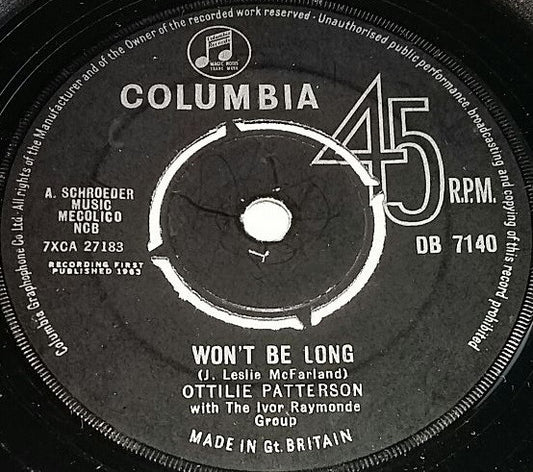 Columbia Graphophone Co Ltd · All rights of the Manufacturer and of the Owner of the recorded work reserved - Unauthorised public performance, broadcasting and copying of this record prohibited
MAGIC NOTES
TRADE MARK
COLUMBIA
45
R.P.M.
A. SCHROEDER
MUSIC
MECOLICO
NCB
7XCA 27183
RECORDING FIRST
PUBLISHED 1963
DB 7140
WON'T BE LONG
(J. Leslie McFarland)
OTTILIE PATTERSON
with The Ivor Raymonde
Group
MADE IN Gt. BRITAIN